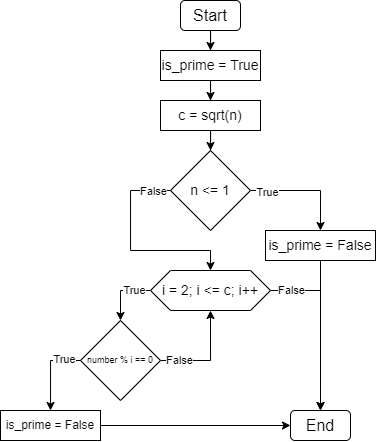 Start
is_prime = True
c = sqrt(n)
n <= 1
False
True
is_prime = False
i = 2; i <= c; i++
True
False
number % i == 0
True
False
is_prime = False
End